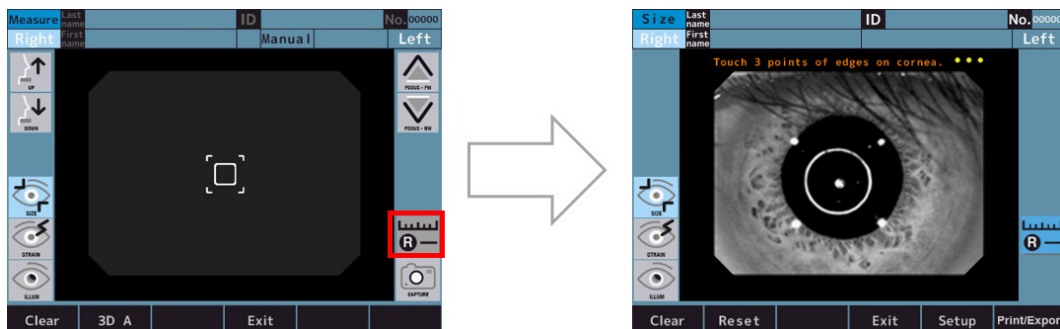 Measure Last name ID No. 00000
Right First name Manual Left
UP
DOWN
FOCUS・FW
FOCUS・BW
SIZE
STRAIN
R
ILLUM
CAPTURE
Clear 3D A Exit
Size Last name ID No. 00000
Right First name Left
Touch 3 points of edges on cornea.
SIZE
STRAIN
R
ILLUM
Clear Reset Exit Setup Print/Expor